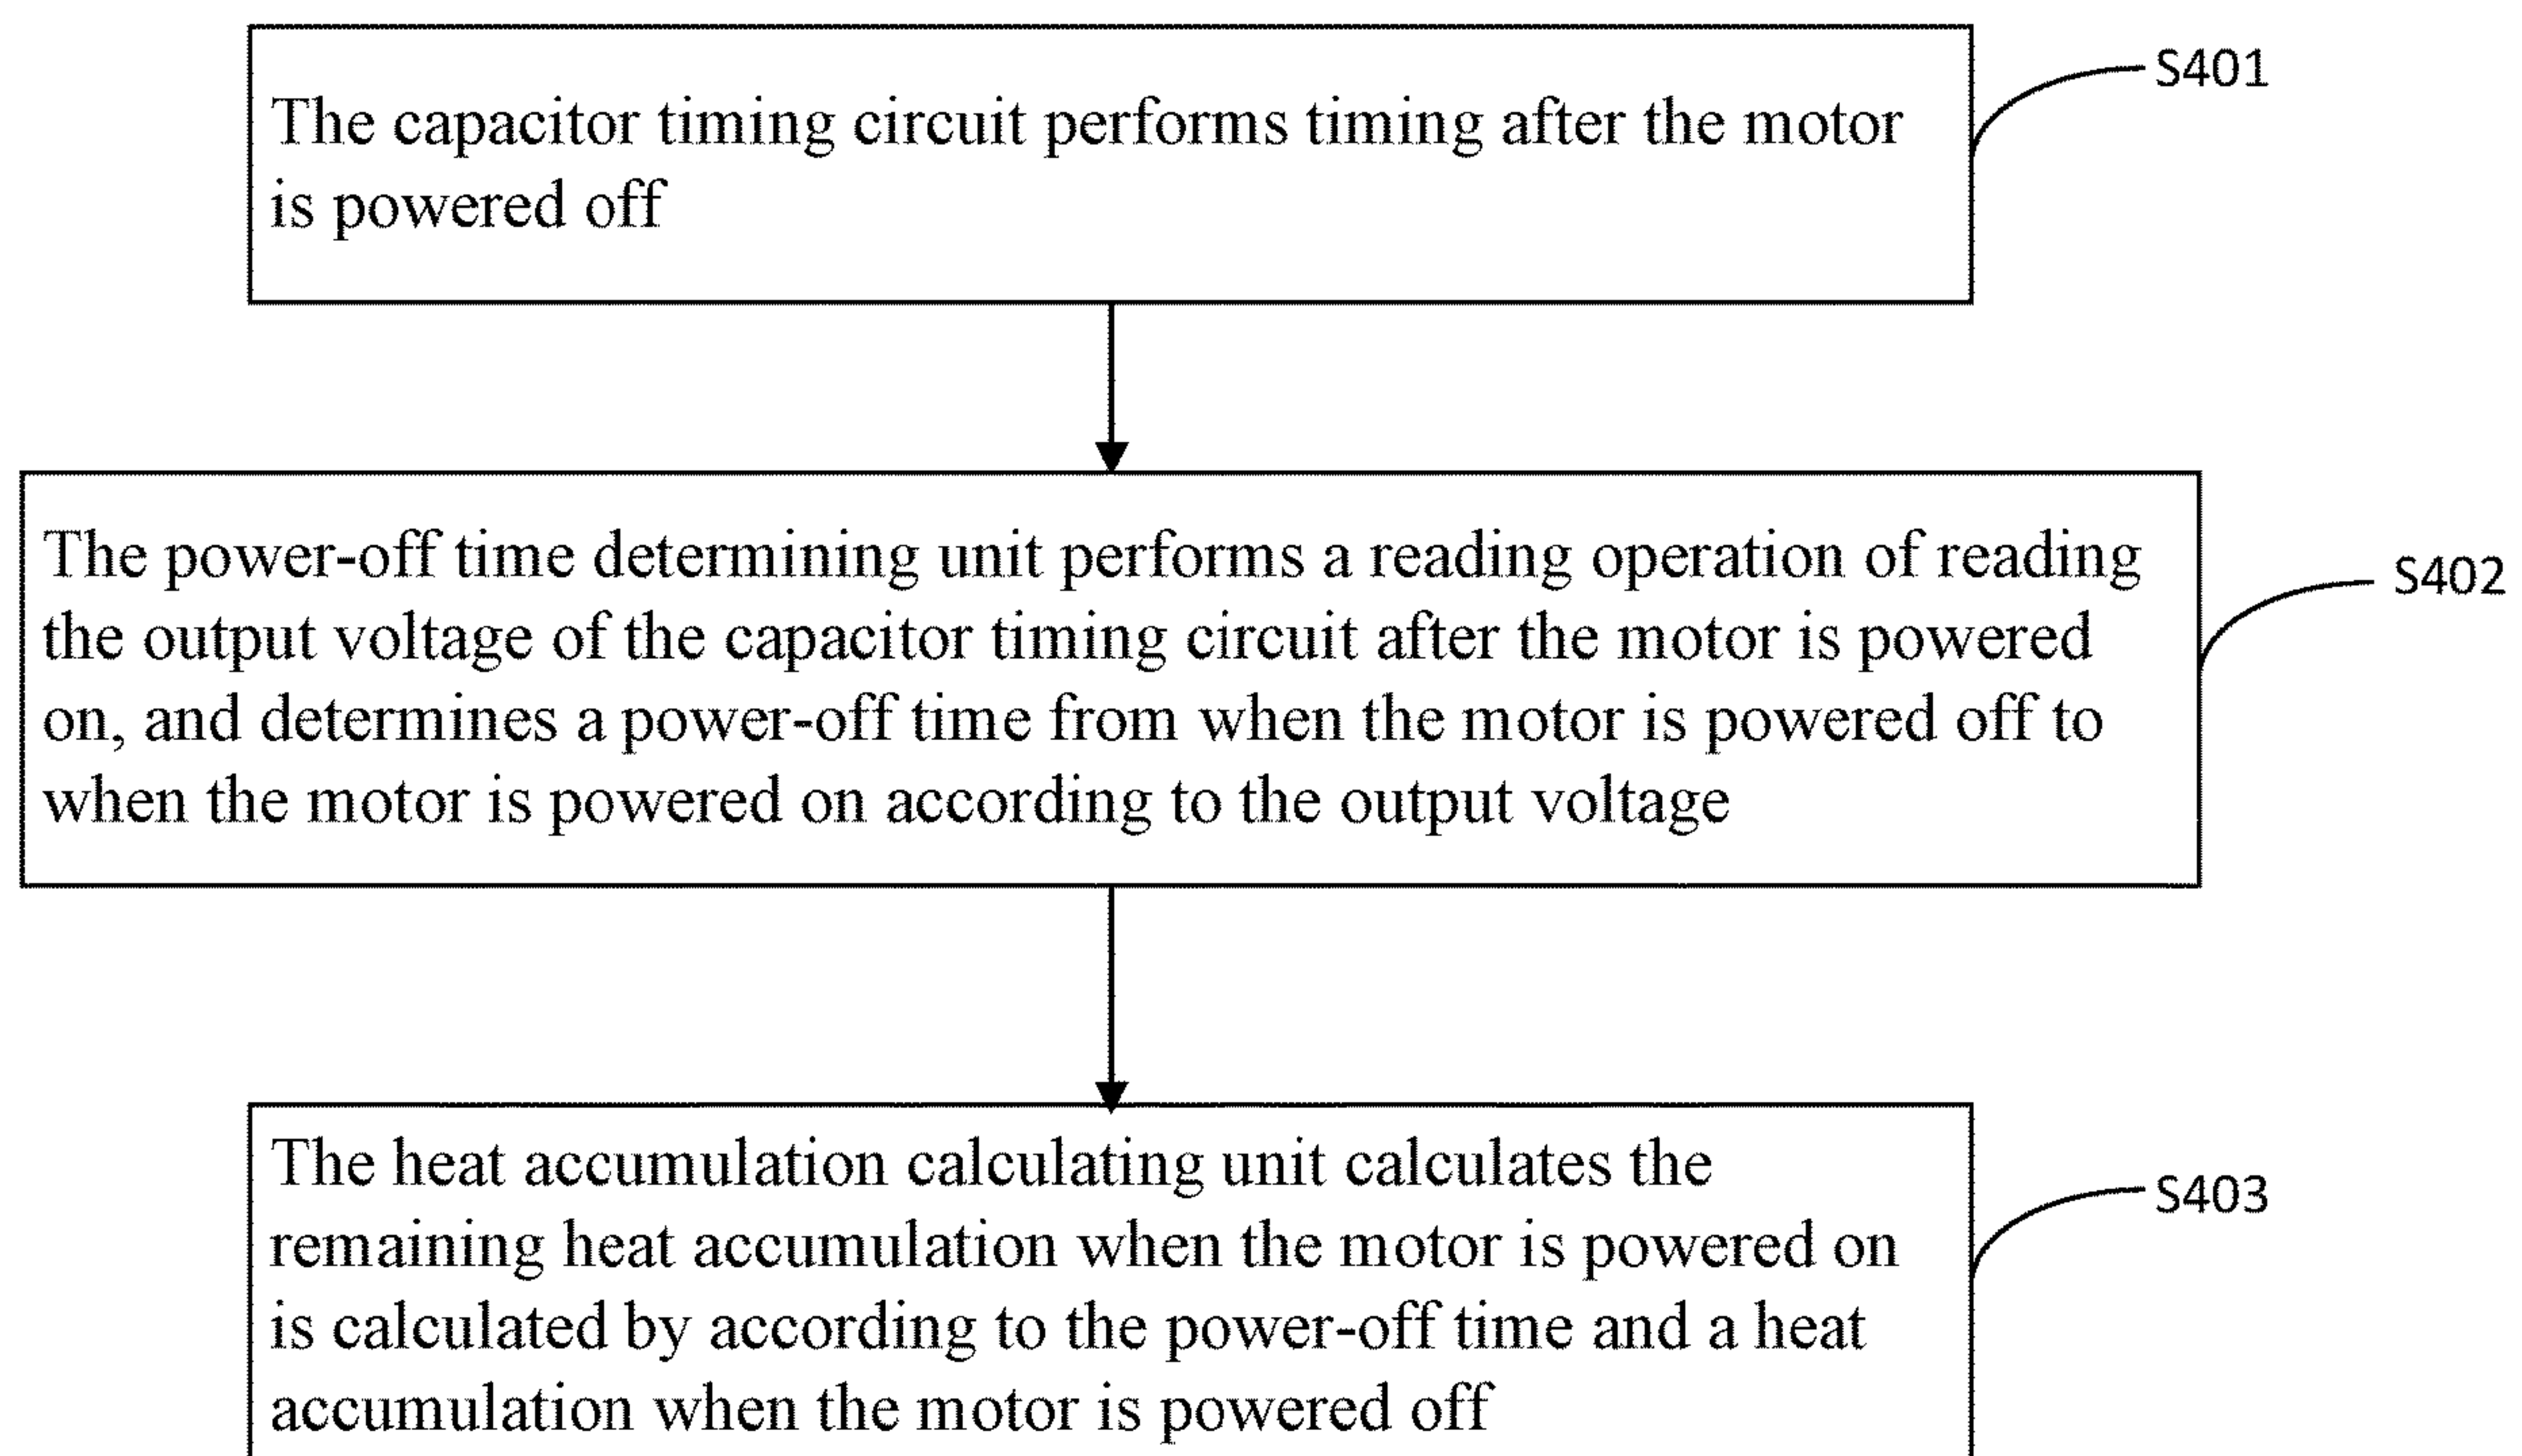 The capacitor timing circuit performs timing after the motor
is powered off
S401
The power-off time determining unit performs a reading operation of reading
the output voltage of the capacitor timing circuit after the motor is powered
on, and determines a power-off time from when the motor is powered off to
when the motor is powered on according to the output voltage
S402
The heat accumulation calculating unit calculates the
remaining heat accumulation when the motor is powered on
is calculated by according to the power-off time and a heat
accumulation when the motor is powered off
S403